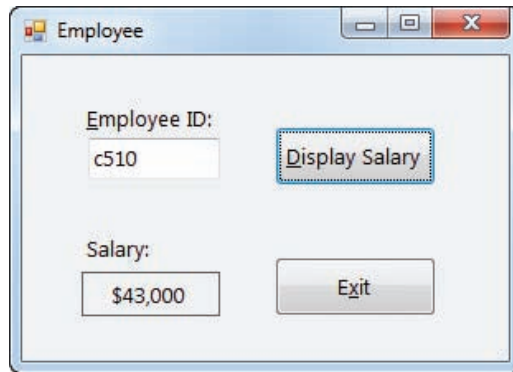 Employee
Employee ID:
c510
Display Salary
Salary:
$43,000
Exit